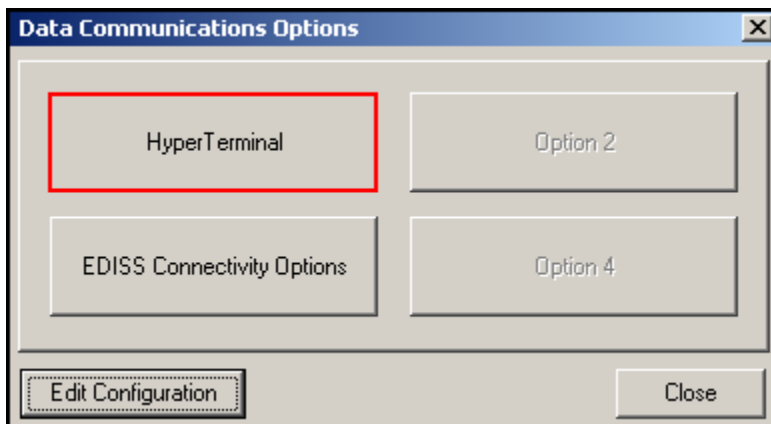 Data Communications Options
HyperTerminal
Option 2
EDISS Connectivity Options
Option 4
Edit Configuration
Close